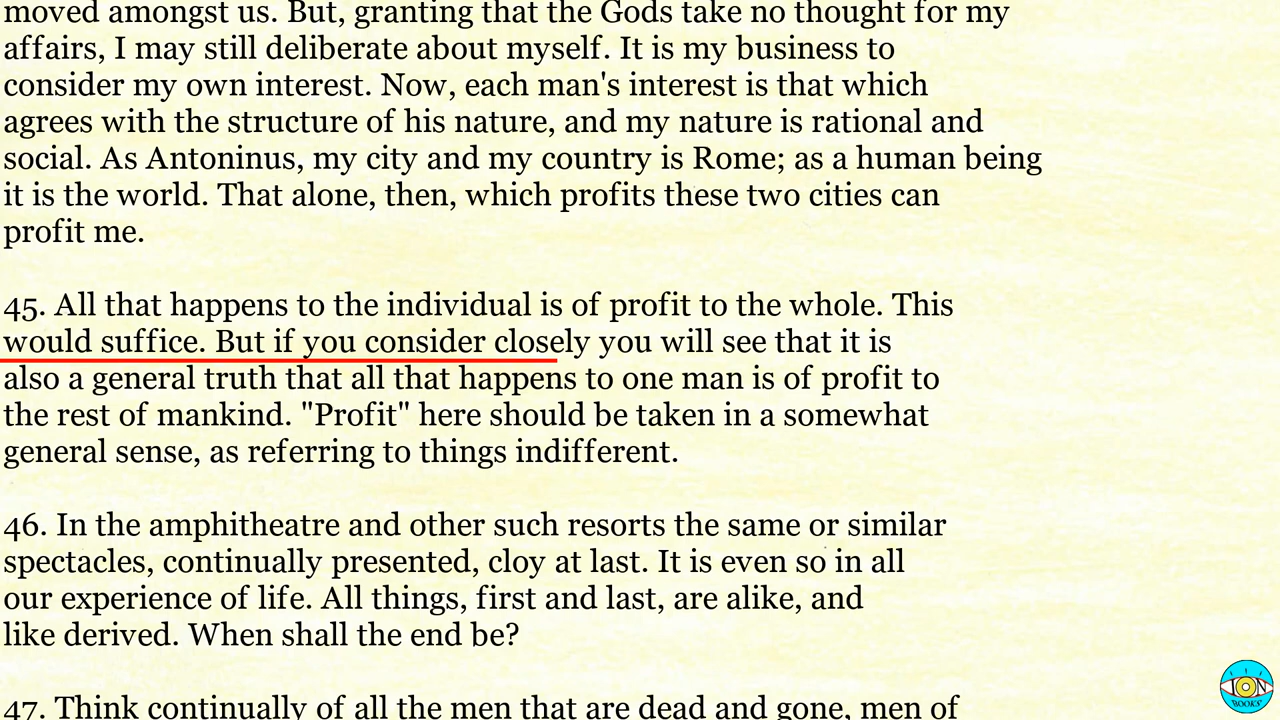 moved amongst us. But, granting that the Gods take no thought for my
affairs, I may still deliberate about myself. It is my business to
consider my own interest. Now, each man's interest is that which
agrees with the structure of his nature, and my nature is rational and
social. As Antoninus, my city and my country is Rome; as a human being
it is the world. That alone, then, which profits these two cities can
profit me.
45. All that happens to the individual is of profit to the whole. This
would suffice. But if you consider closely you will see that it is
also a general truth that all that happens to one man is of profit to
the rest of mankind. "Profit" here should be taken in a somewhat
general sense, as referring to things indifferent.
46. In the amphitheatre and other such resorts the same or similar
spectacles, continually presented, cloy at last. It is even so in all
our experience of life. All things, first and last, are alike, and
like derived. When shall the end be?
47. Think continually of all the men that are dead and gone, men of
ION
BOOKS